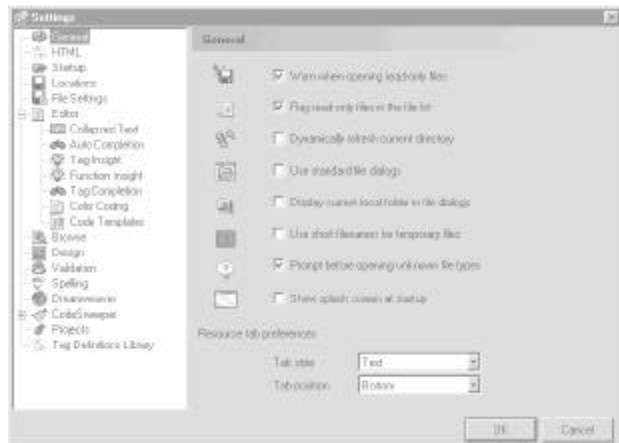 Settings
General
HTML
Startup
Locations
File Settings
Editor
Collapsed Text
Auto Completion
Tag Insight
Function Insight
Tag Completion
Color Coding
Code Templates
Browse
Design
Validation
Spelling
Dreamweaver
CodeSweeper
Projects
Tag Definitions Library
General
Warn when opening read-only files
Flag read-only files in the file list
Dynamically refresh current directory
Use standard file dialogs
Display current local folder in file dialogs
Use short filenames for temporary files
Prompt before opening unknown file types
Show splash screen at startup
Resource tab preferences
Tab style Text
Tab position Bottom
OK Cancel